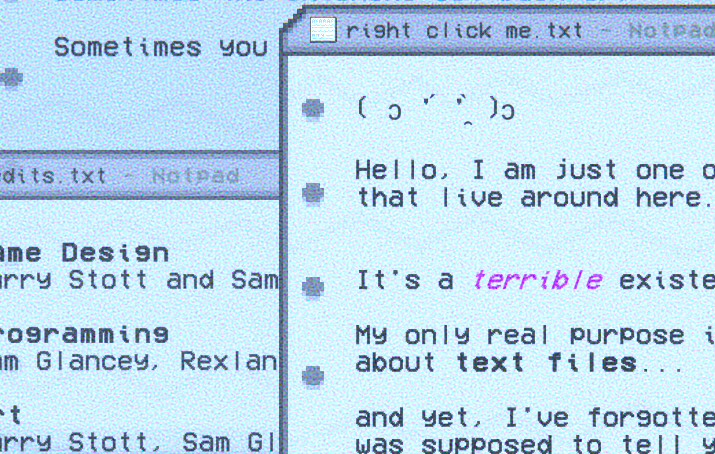 Sometimes you
right click me.txt - Notpad
( ɔ ˊ ˋ )ɔ
Hello, I am just one o
that live around here.
It's a terrible existe
My only real purpose i
about text files...
and yet, I've forgotte
was supposed to tell y
dits.txt - Notpad
ame Design
arry Stott and Sam
rogramming
am Glancey, Rexlan
rt
arry Stott, Sam Gl